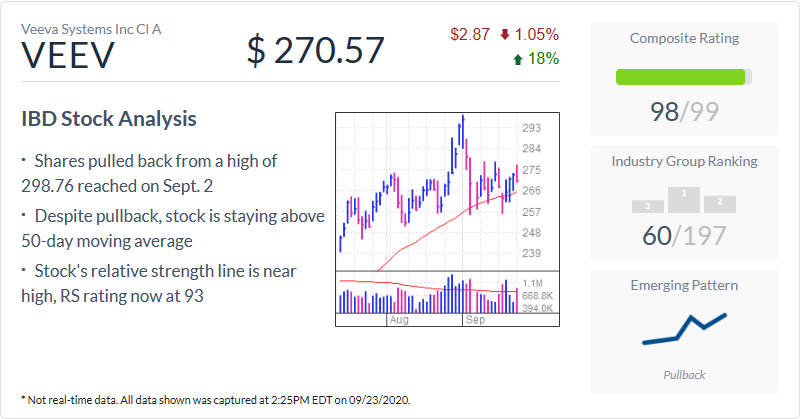 Veeva Systems Inc Cl A
VEEV
$ 270.57
$2.87 1.05%
18%
IBD Stock Analysis
· Shares pulled back from a high of
298.76 reached on Sept. 2
· Despite pullback, stock is staying above
50-day moving average
· Stock's relative strength line is near
high, RS rating now at 93
293
284
275
266
257
248
239
1.1M
668.8K
394.0K
Aug Sep
Composite Rating
98/99
Industry Group Ranking
3 1 2
60/197
Emerging Pattern
Pullback
* Not real-time data. All data shown was captured at 2:25PM EDT on 09/23/2020.